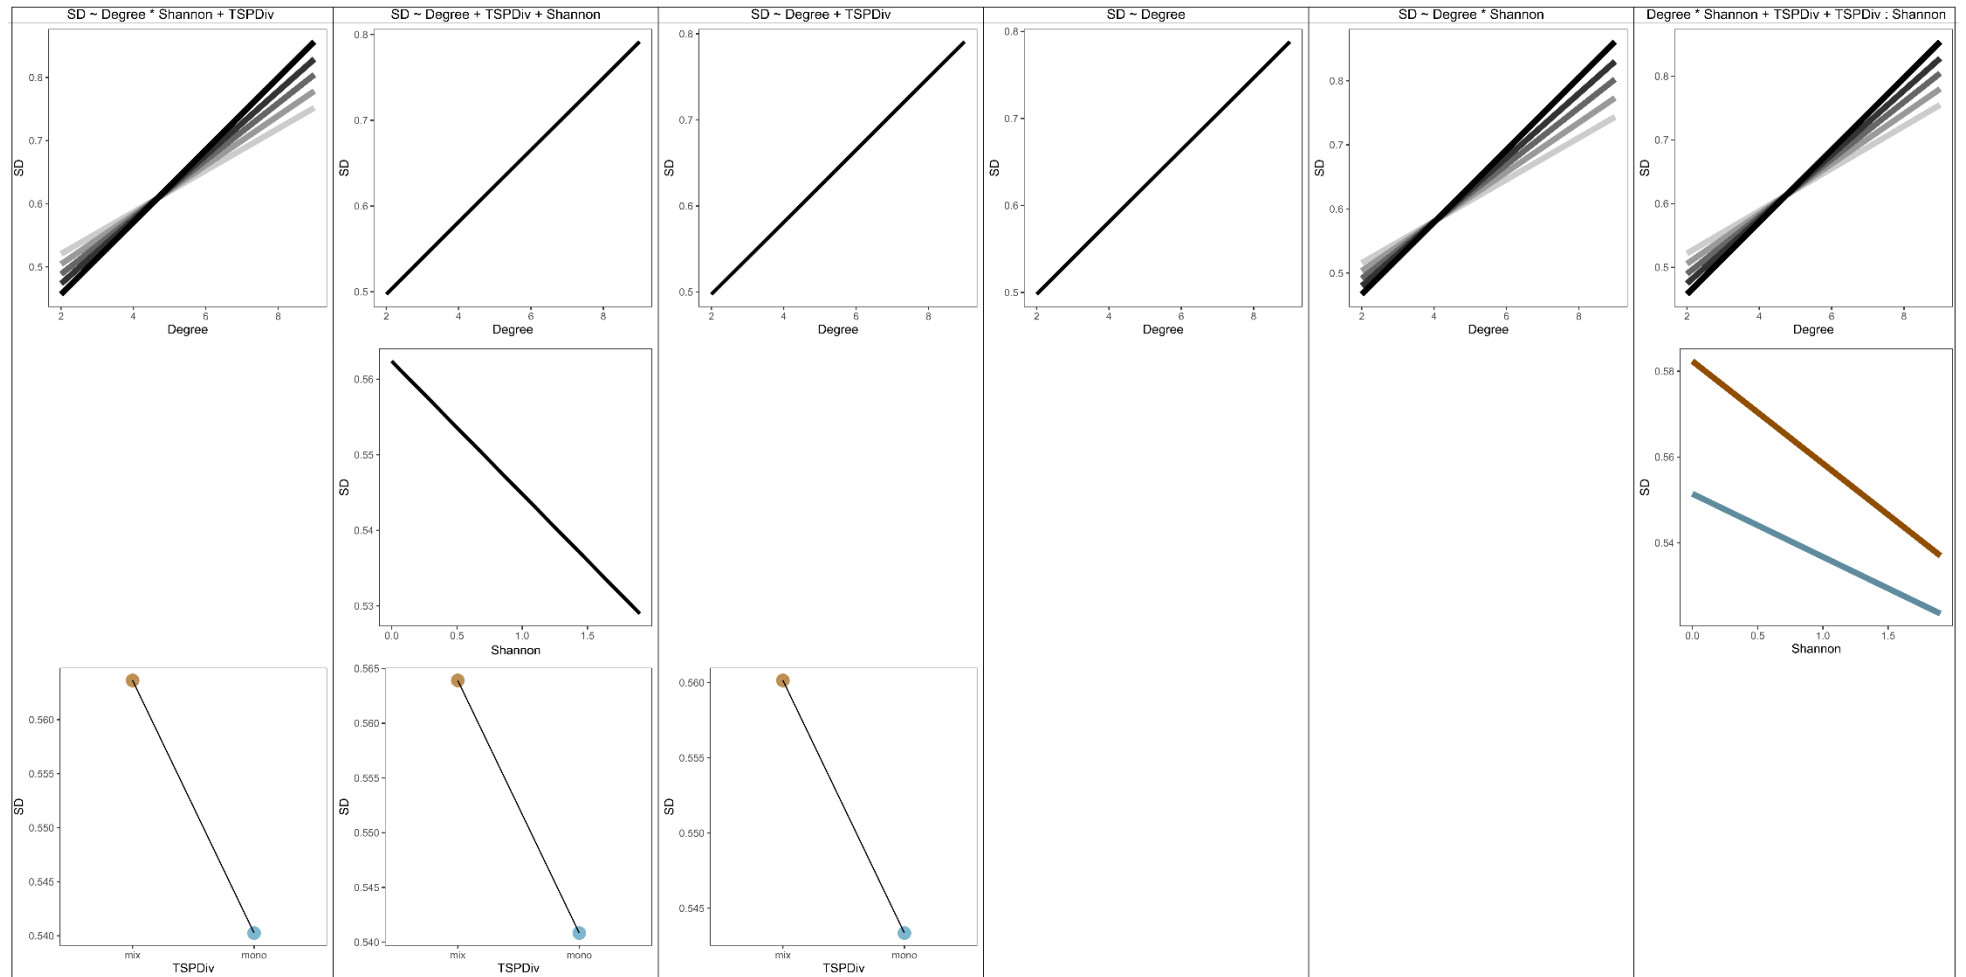 SD ~ Degree * Shannon + TSPDiv
SD ~ Degree + TSPDiv + Shannon
SD ~ Degree + TSPDiv
SD ~ Degree
SD ~ Degree * Shannon
Degree * Shannon + TSPDiv + TSPDiv : Shannon
0.8
0.7
0.6
0.5
SD
2 4 6 8
Degree
0.8
0.7
0.6
0.5
SD
2 4 6 8
Degree
0.8
0.7
0.6
0.5
SD
2 4 6 8
Degree
0.8
0.7
0.6
0.5
SD
2 4 6 8
Degree
0.8
0.7
0.6
0.5
SD
2 4 6 8
Degree
0.8
0.7
0.6
0.5
SD
2 4 6 8
Degree
0.56
0.55
0.54
0.53
SD
0.0 0.5 1.0 1.5
Shannon
0.58
0.56
0.54
SD
0.0 0.5 1.0 1.5
Shannon
0.560
0.555
0.550
0.545
0.540
SD
mix mono
TSPDiv
0.565
0.560
0.555
0.550
0.545
0.540
SD
mix mono
TSPDiv
0.560
0.555
0.550
0.545
SD
mix mono
TSPDiv